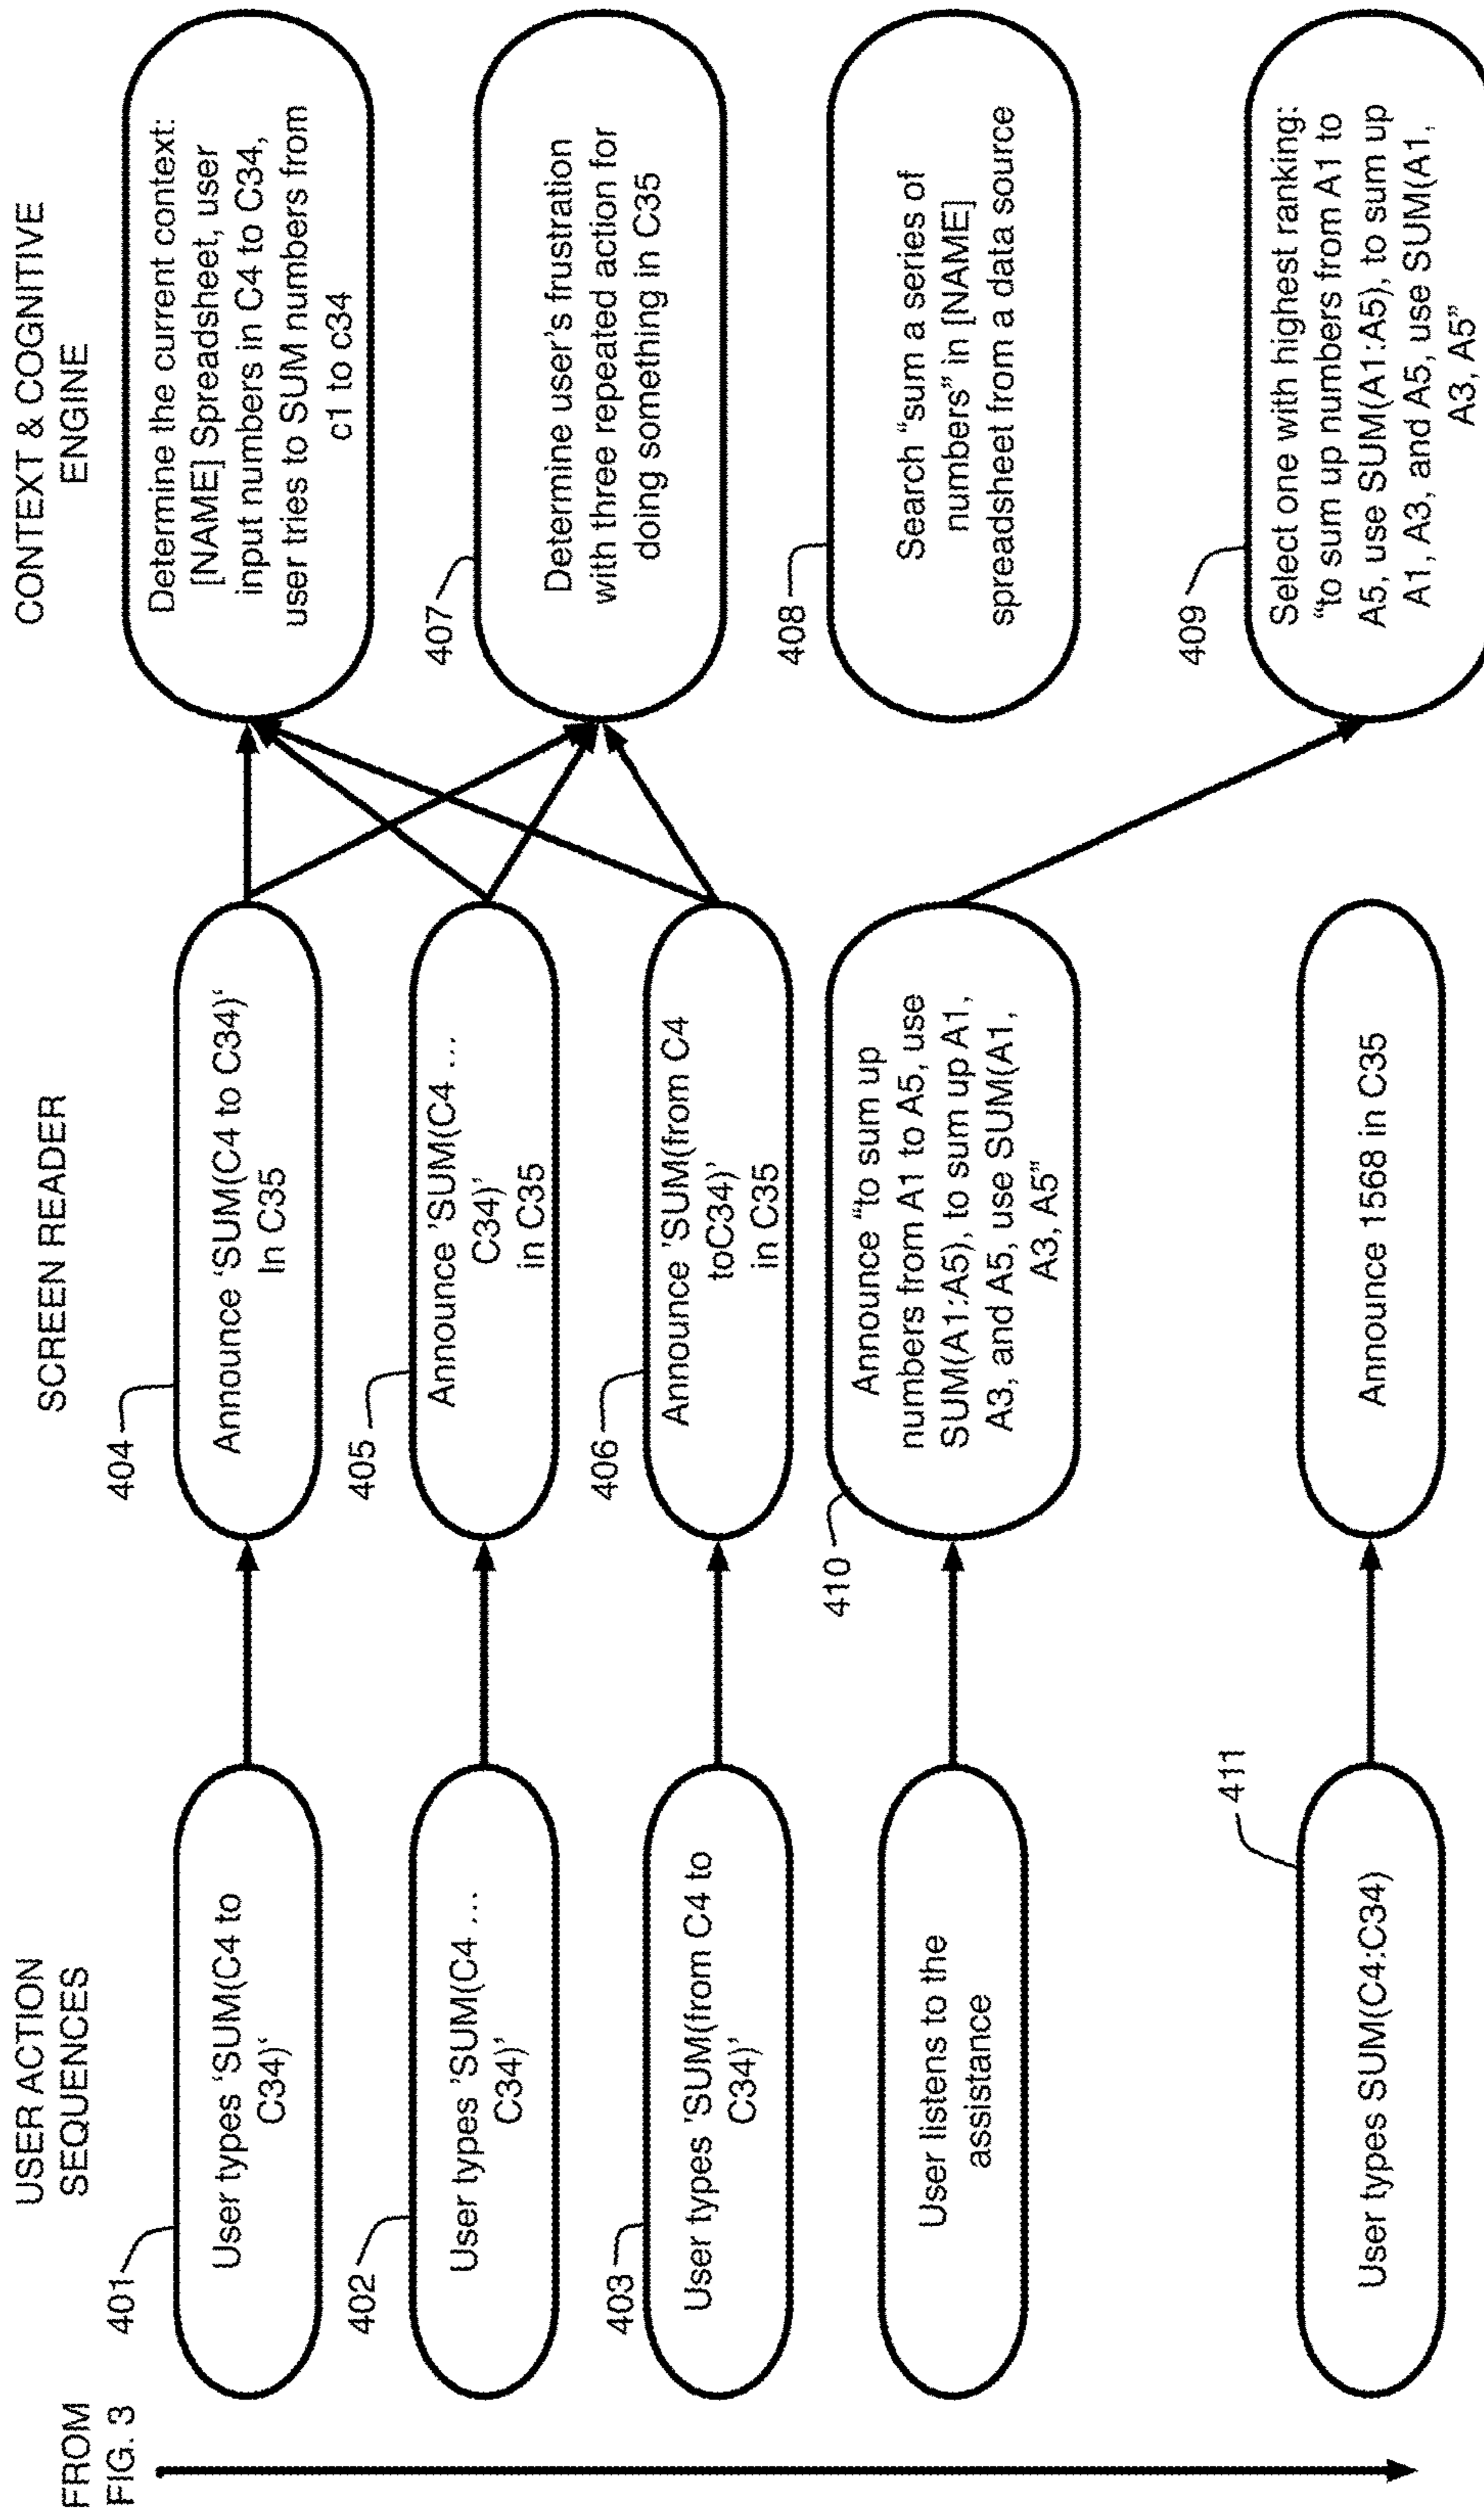 FROM
FIG. 3
USER ACTION
SEQUENCES
SCREEN READER
CONTEXT & COGNITIVE
ENGINE
401
User types ‘SUM(C4 to
C34)‘
404
Announce ‘SUM(C4 to C34)‘
In C35
Determine the current context:
[NAME] Spreadsheet, user
input numbers in C4 to C34,
user tries to SUM numbers from
c1 to c34
402
User types ’SUM(C4 ...
C34)’
405
Announce ’SUM(C4 ...
C34)’
in C35
407
Determine user's frustration
with three repeated action for
doing something in C35
403
User types ’SUM(from C4 to
C34)’
406
Announce ’SUM(from C4
toC34)’
in C35
User listens to the
assistance
410
Announce “to sum up
numbers from A1 to A5, use
SUM(A1:A5), to sum up A1,
A3, and A5, use SUM(A1,
A3, A5”
408
Search “sum a series of
numbers” in [NAME]
spreadsheet from a data source
411
User types SUM(C4:C34)
Announce 1568 in C35
409
Select one with highest ranking:
“to sum up numbers from A1 to
A5, use SUM(A1:A5), to sum up
A1, A3, and A5, use SUM(A1,
A3, A5”